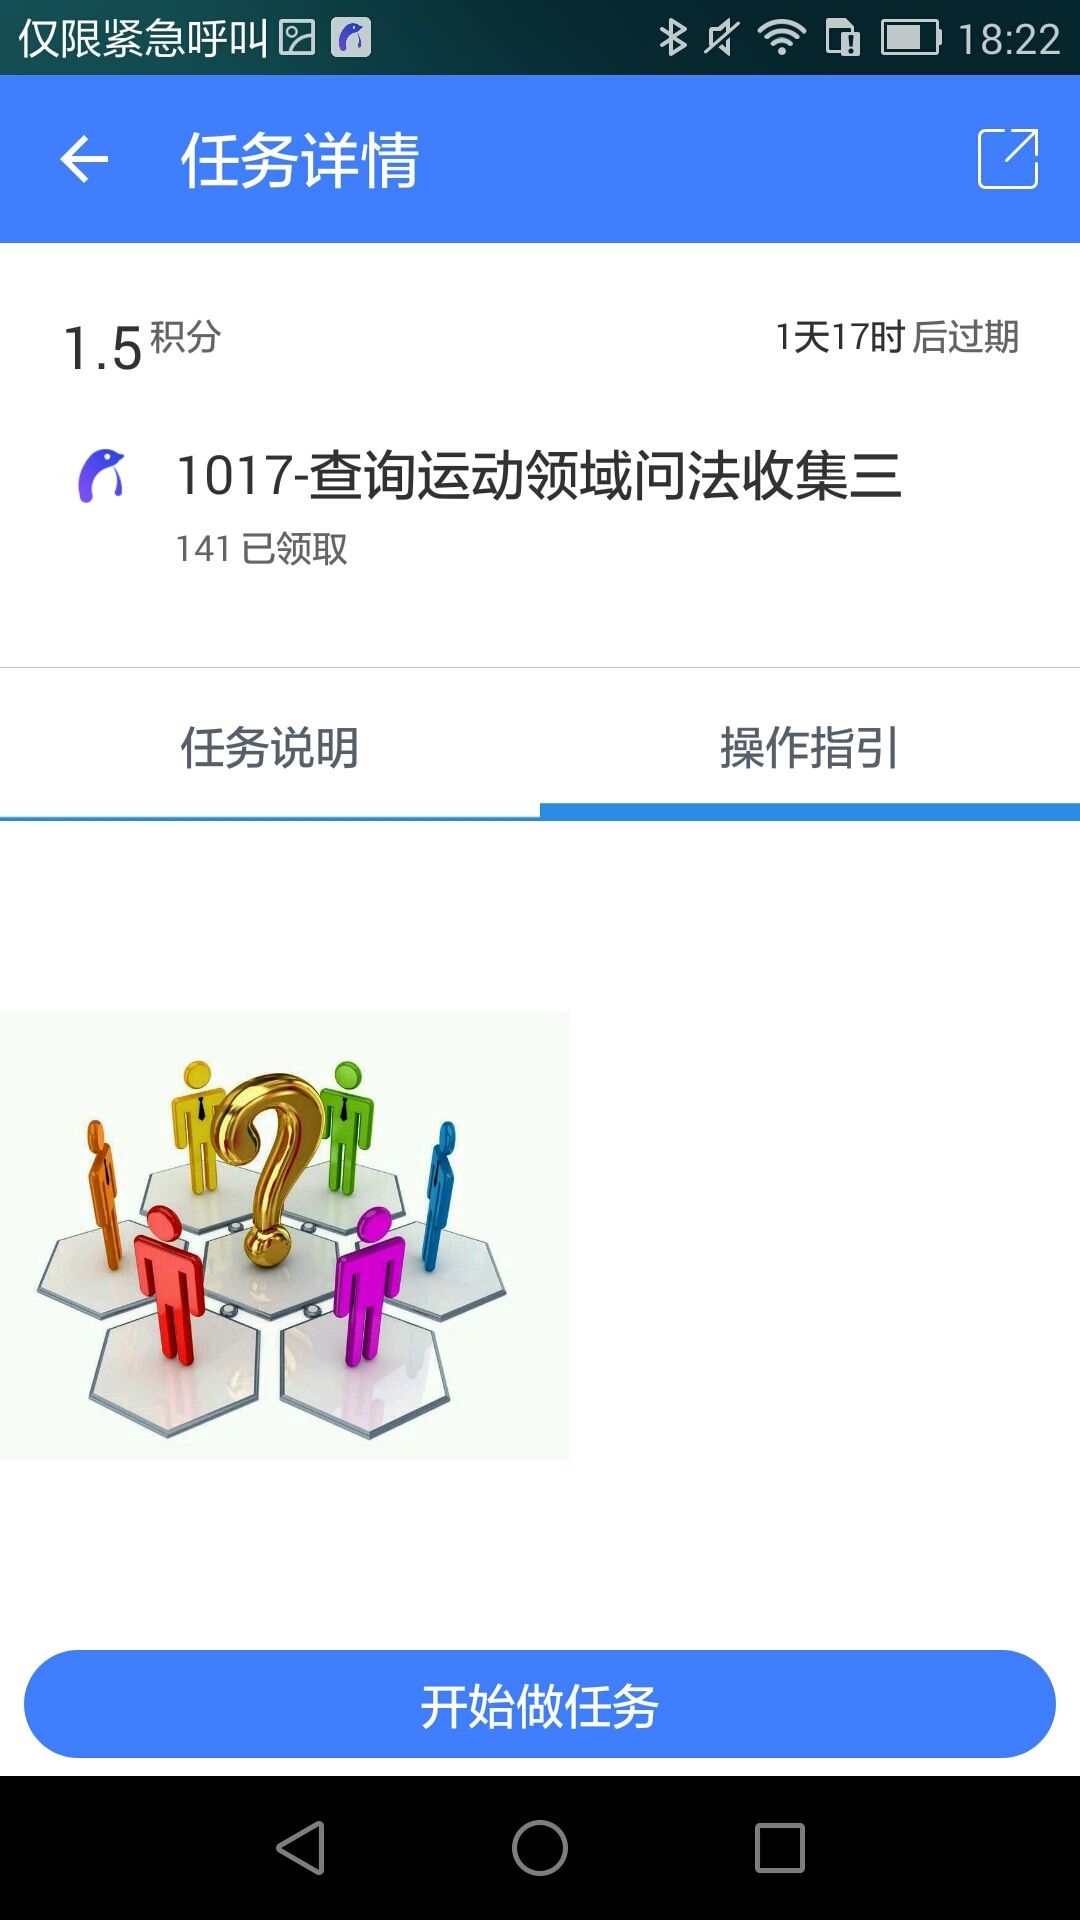 仅限紧急呼叫 18:22
任务详情
1.5积分 1天17时后过期
1017-查询运动领域问法收集三
141 已领取
任务说明 操作指引
开始做任务